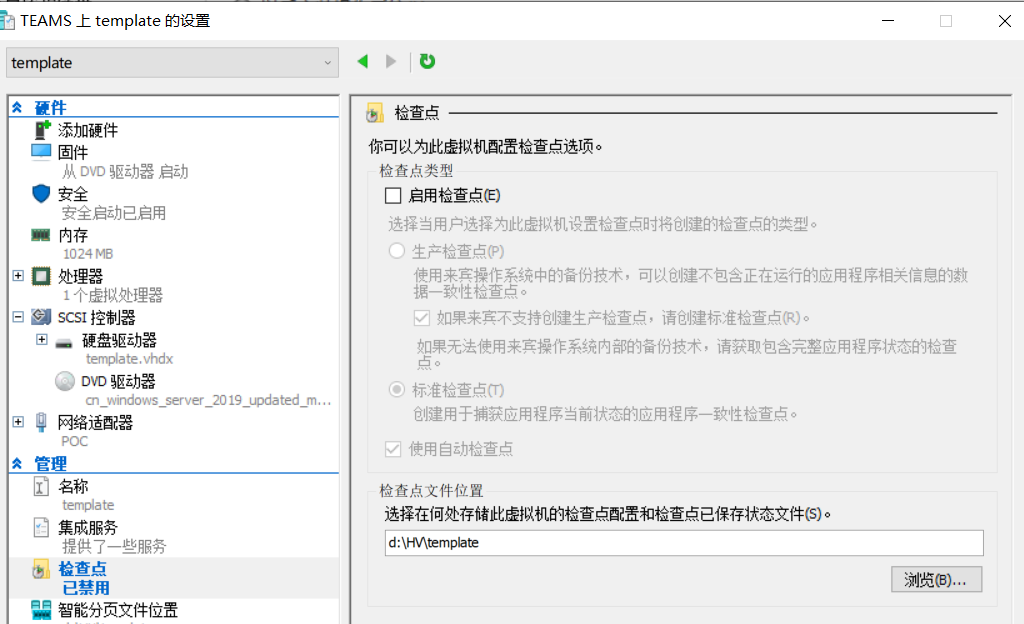 TEAMS 上 template 的设置
template
硬件
添加硬件
固件
从 DVD 驱动器 启动
安全
安全启动已启用
内存
1024 MB
处理器
1 个虚拟处理器
SCSI 控制器
硬盘驱动器
template.vhdx
DVD 驱动器
cn_windows_server_2019_updated_m...
网络适配器
POC
管理
名称
template
集成服务
提供了一些服务
检查点
已禁用
智能分页文件位置
检查点
你可以为此虚拟机配置检查点选项。
检查点类型
启用检查点(E)
选择当用户选择为此虚拟机设置检查点时将创建的检查点的类型。
生产检查点(P)
使用来宾操作系统中的备份技术，可以创建不包含正在运行的应用程序相关信息的数
据一致性检查点。
如果来宾不支持创建生产检查点，请创建标准检查点(R)。
如果无法使用来宾操作系统内部的备份技术，请获取包含完整应用程序状态的检查
点。
标准检查点(T)
创建用于捕获应用程序当前状态的应用程序一致性检查点。
使用自动检查点
检查点文件位置
选择在何处存储此虚拟机的检查点配置和检查点已保存状态文件(S)。
d:\HV\template
浏览(B)...